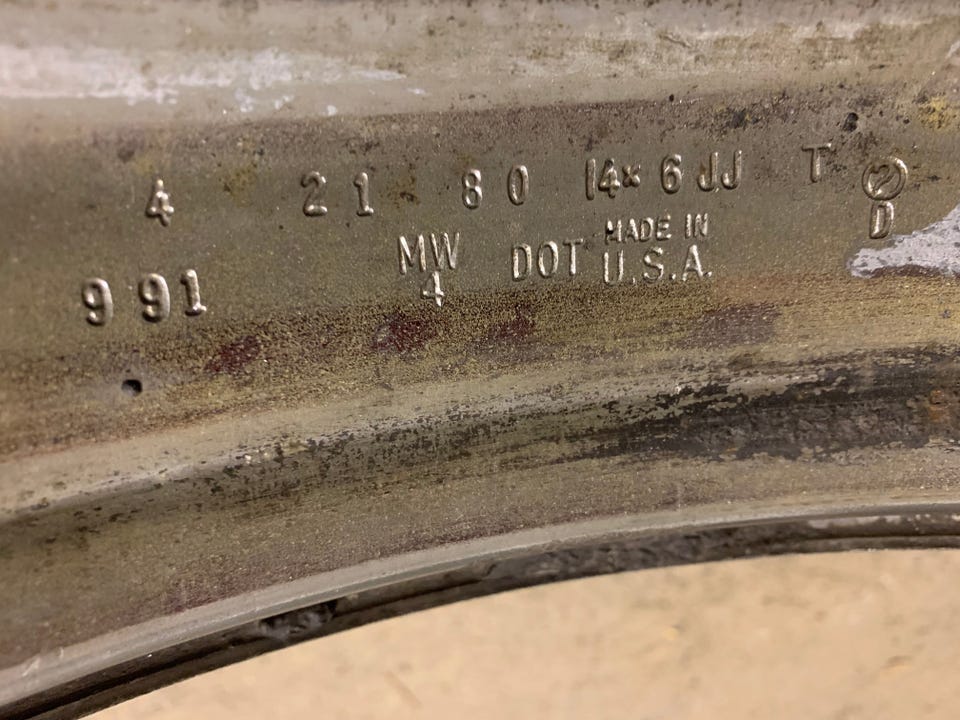 4 21 80 14x6JJ T 2
D
MADE IN
991 MW DOT U.S.A.
4